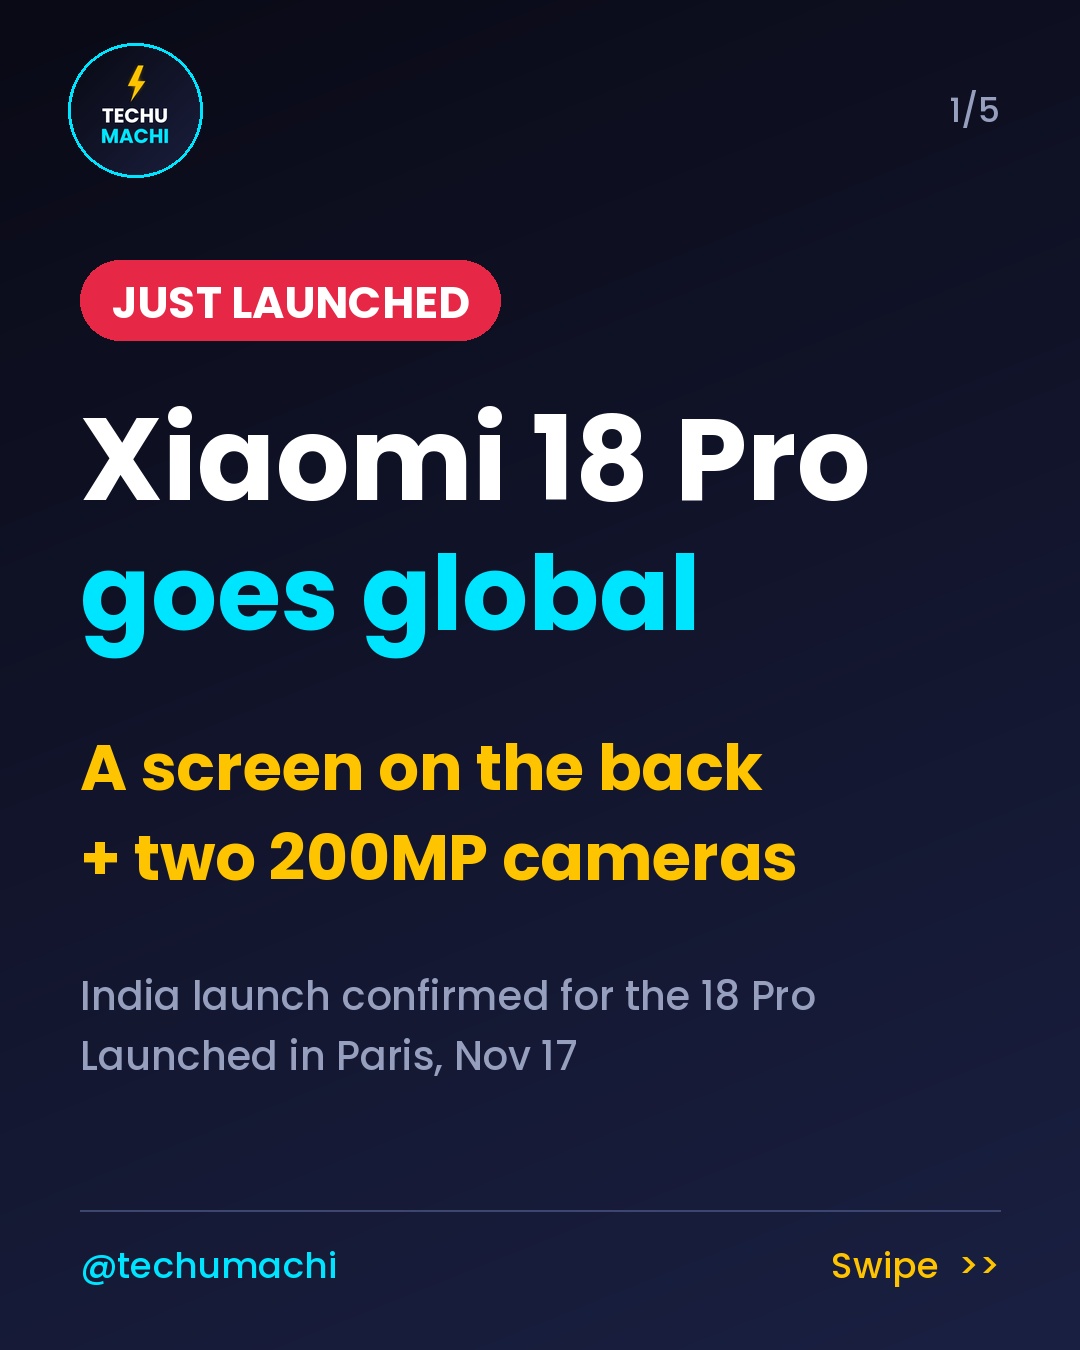 TECHU
MACHI
1/5
JUST LAUNCHED
Xiaomi 18 Pro
goes global
A screen on the back
+ two 200MP cameras
India launch confirmed for the 18 Pro
Launched in Paris, Nov 17
@techumachi
Swipe >>